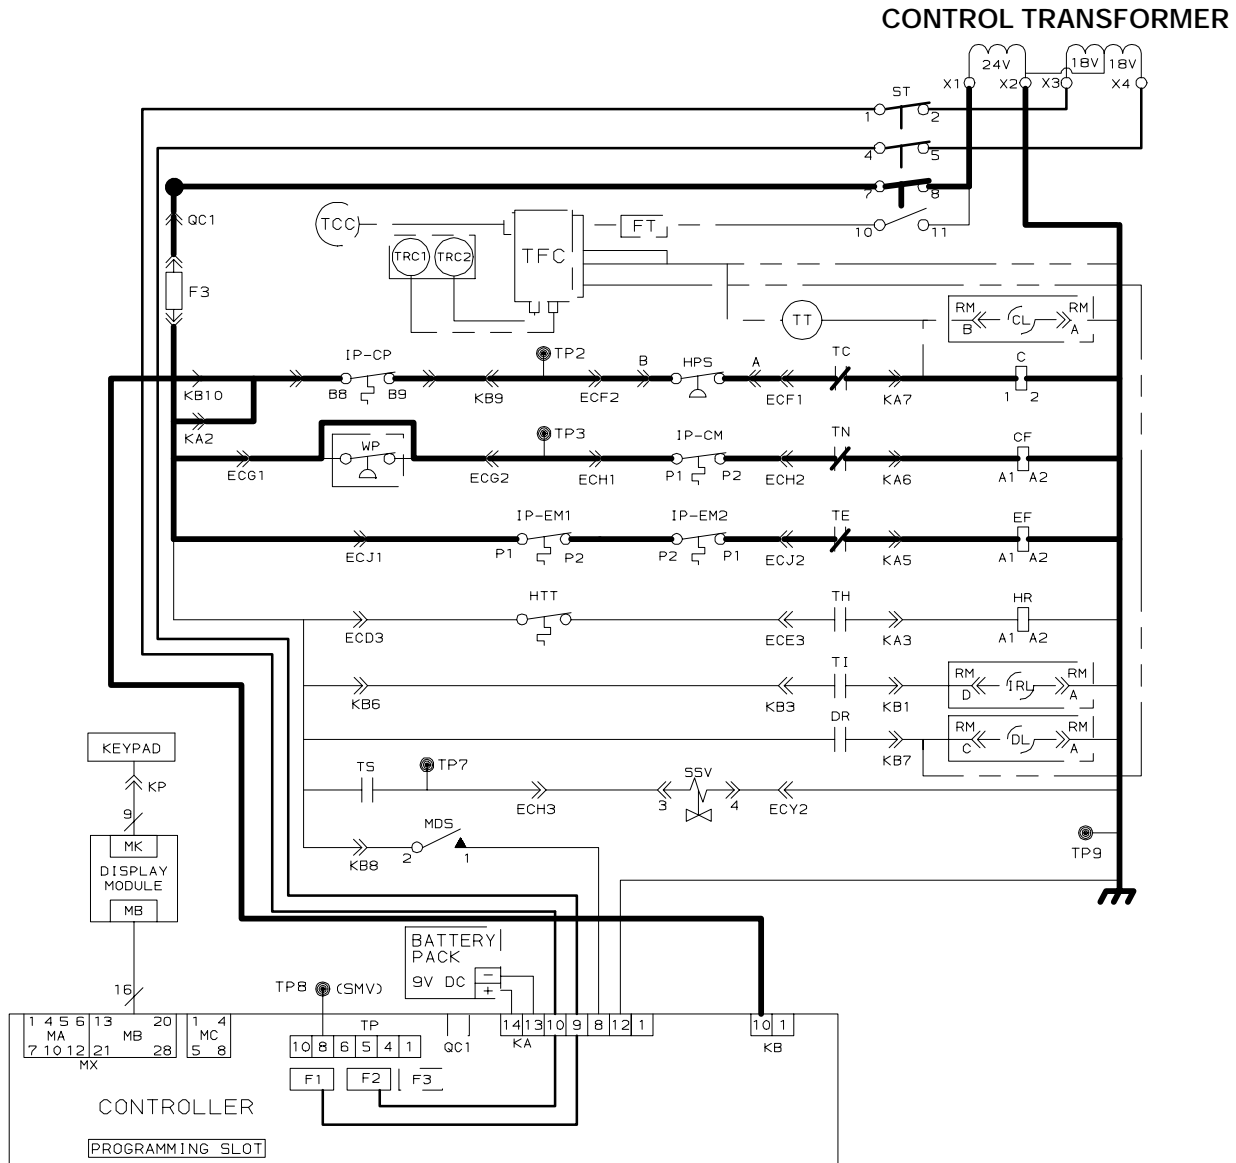 CONTROL TRANSFORMER
24V 18V 18V
X1 X2 X3 X4
ST
1 2
4 5
7 8
QC1
TCC
TFC
FT
10 11
TRC1 TRC2
F3
TT
RM RM
B CL A
IP-CP
TP2
B HPS A
TC
C
KB10
B8 B9
KB9
ECF2
ECF1
KA7
1 2
KA2
WP
TP3
IP-CM
TN
CF
ECG1
ECG2
ECH1
P1 P2
ECH2
KA6
A1 A2
IP-EM1
IP-EM2
TE
EF
ECJ1
P1 P2
P2 P1
ECJ2
KA5
A1 A2
HTT
TH
HR
ECD3
ECE3
KA3
A1 A2
TI
RM RM
D IRL A
KB6
KB3
KB1
DR
RM RM
C DL A
KB7
KEYPAD
KP
TS
TP7
SSV
ECH3
3 4
ECY2
9
MK
DISPLAY
MODULE
MB
MDS
2 1
KB8
TP9
BATTERY
PACK
9V DC
-
+
16
TP8 (SMV)
1 4 5 6 13 20
MA MB
7 10 12 21 28
MX
1 4
MC
5 8
TP
10 8 6 5 4 1
QC1
14 13 10 9 8 12 1
KA
10 1
KB
F1 F2 F3
CONTROLLER
PROGRAMMING SLOT